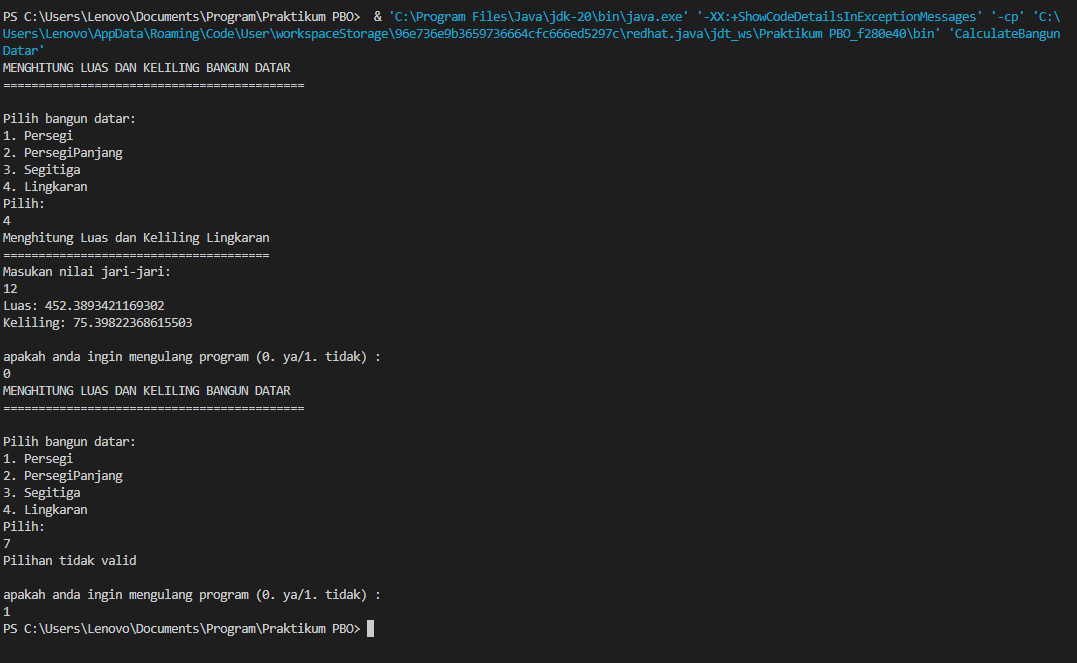 PS C:\Users\Lenovo\Documents\Program\Praktikum PBO>  & 'C:\Program Files\Java\jdk-20\bin\java.exe' '-XX:+ShowCodeDetailsInExceptionMessages' '-cp' 'C:\
Users\Lenovo\AppData\Roaming\Code\User\workspaceStorage\96e736e9b3659736664cfc666ed5297c\redhat.java\jdt_ws\Praktikum PBO_f280e40\bin' 'CalculateBangun
Datar'
MENGHITUNG LUAS DAN KELILING BANGUN DATAR
===========================================
Pilih bangun datar:
1. Persegi
2. PersegiPanjang
3. Segitiga
4. Lingkaran
Pilih:
4
Menghitung Luas dan Keliling Lingkaran
======================================
Masukan nilai jari-jari:
12
Luas: 452.3893421169302
Keliling: 75.39822368615503
apakah anda ingin mengulang program (0. ya/1. tidak) :
0
MENGHITUNG LUAS DAN KELILING BANGUN DATAR
===========================================
Pilih bangun datar:
1. Persegi
2. PersegiPanjang
3. Segitiga
4. Lingkaran
Pilih:
7
Pilihan tidak valid
apakah anda ingin mengulang program (0. ya/1. tidak) :
1
PS C:\Users\Lenovo\Documents\Program\Praktikum PBO>